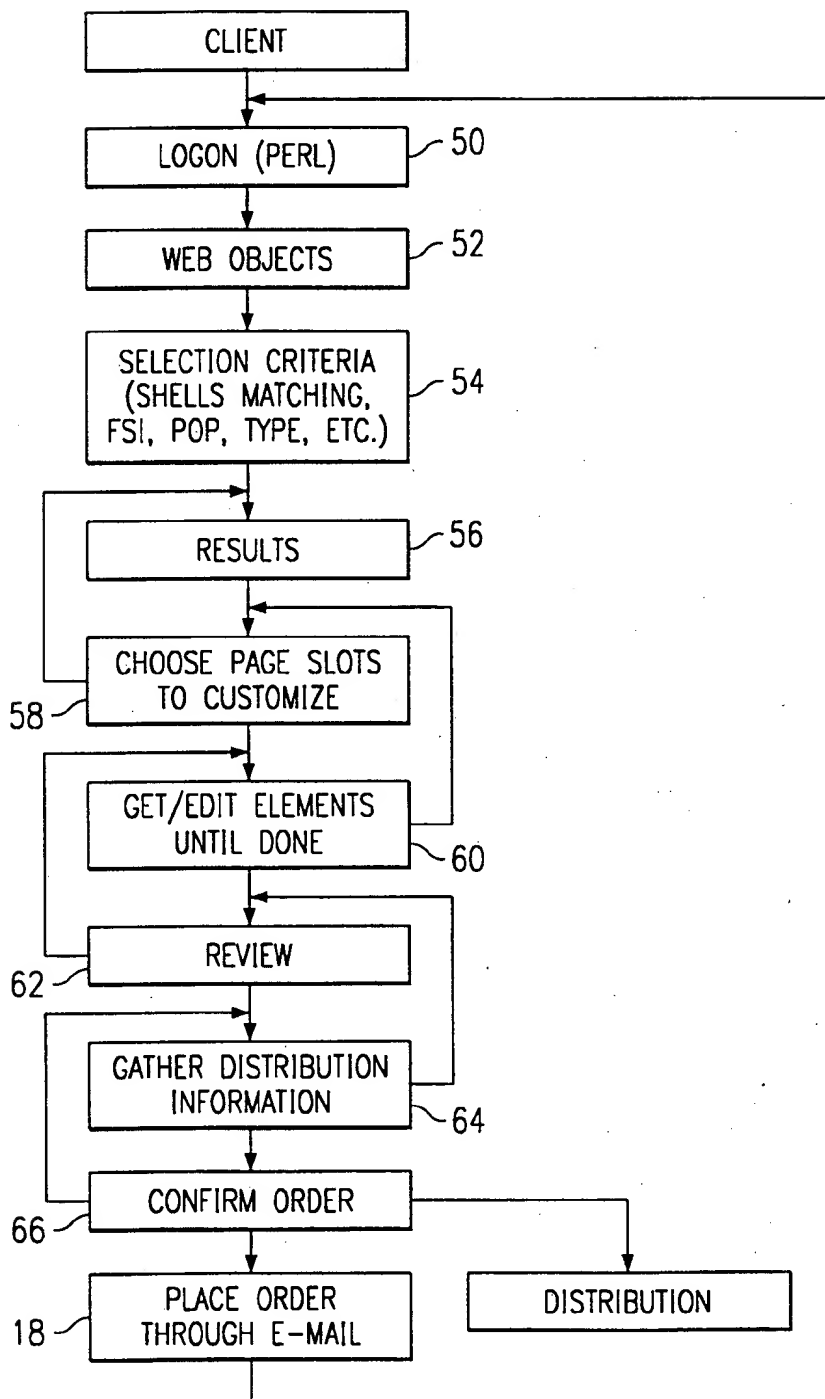 CLIENT
LOGON (PERL)
50
WEB OBJECTS
52
SELECTION CRITERIA
(SHELLS MATCHING,
FSI, POP, TYPE, ETC.)
54
RESULTS
56
CHOOSE PAGE SLOTS
TO CUSTOMIZE
58
GET/EDIT ELEMENTS
UNTIL DONE
60
REVIEW
62
GATHER DISTRIBUTION
INFORMATION
64
CONFIRM ORDER
66
PLACE ORDER
THROUGH E-MAIL
18
DISTRIBUTION